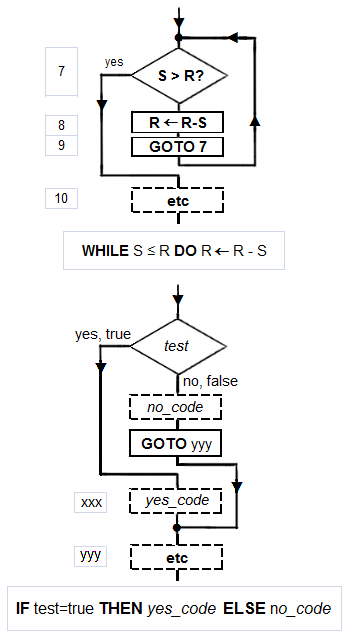 7
yes
S > R?
8
R ← R-S
9
GOTO 7
10
etc
WHILE S ≤ R DO R ← R - S
yes, true
test
no, false
no_code
GOTO yyy
xxx
yes_code
yyy
etc
IF test=true THEN yes_code ELSE no_code